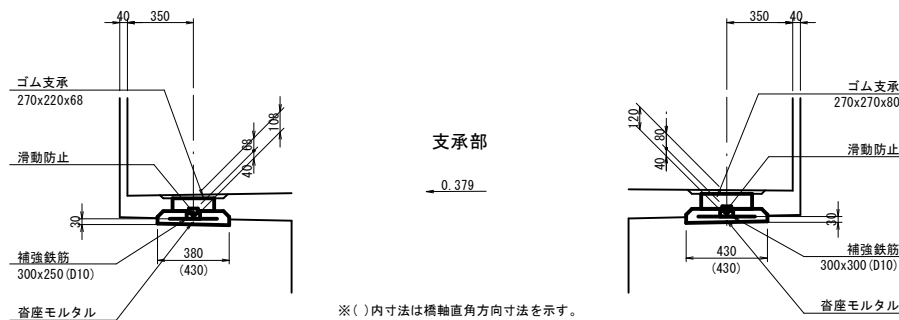 40
350
ゴム支承
270x220x68
滑動防止
108
68
40
30
補強鉄筋
300x250(D10)
沓座モルタル
380
(430)
支承部
0.379
※( )内寸法は橋軸直角方向寸法を示す。
350
40
ゴム支承
270x270x80
滑動防止
120
80
40
30
補強鉄筋
300x300(D10)
沓座モルタル
430
(430)